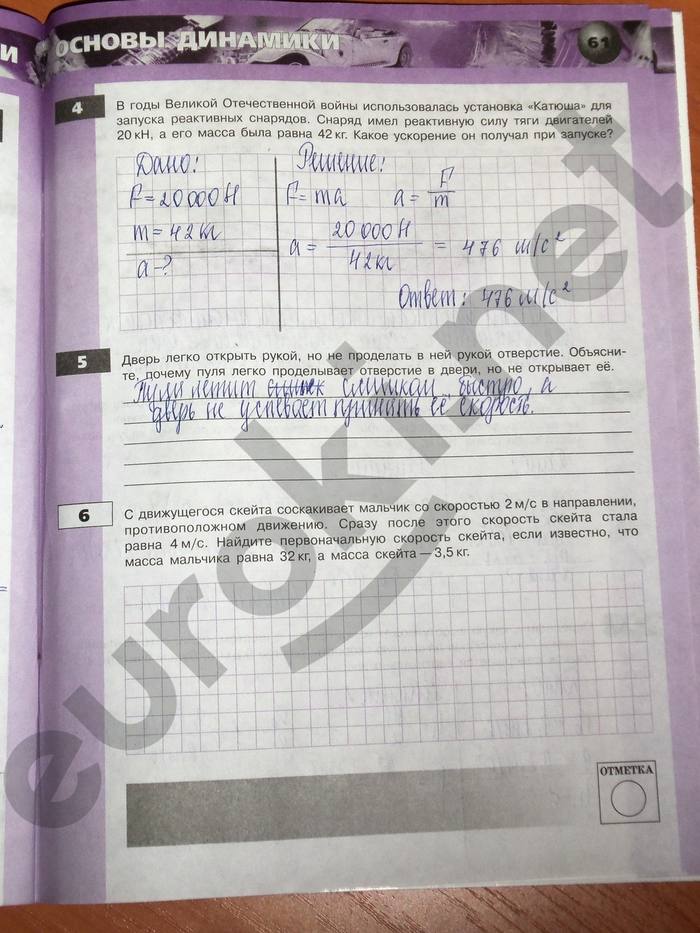 И
ОСНОВЫ ДИНАМИКИ
61
4
В годы Великой Отечественной войны использовалась установка «Катюша» для
запуска реактивных снарядов. Снаряд имел реактивную силу тяги двигателей
20 кН, а его масса была равна 42 кг. Какое ускорение он получал при запуске?
Дано: Решение:
F = 20 000 Н F = ma a = F/m
m = 42 кг
a = 20 000 Н / 42 кг = 476 м/с²
a - ?
Ответ: 476 м/с²
5
Дверь легко открыть рукой, но не проделать в ней рукой отверстие. Объясни-
те, почему пуля легко проделывает отверстие в двери, но не открывает её.
Пуля летит слишком быстро, а
дверь не успевает принять её скорость.
6
С движущегося скейта соскакивает мальчик со скоростью 2 м/с в направлении,
противоположном движению. Сразу после этого скорость скейта стала
равна 4 м/с. Найдите первоначальную скорость скейта, если известно, что
масса мальчика равна 32 кг, а масса скейта — 3,5 кг.
ОТМЕТКА
eurokinet